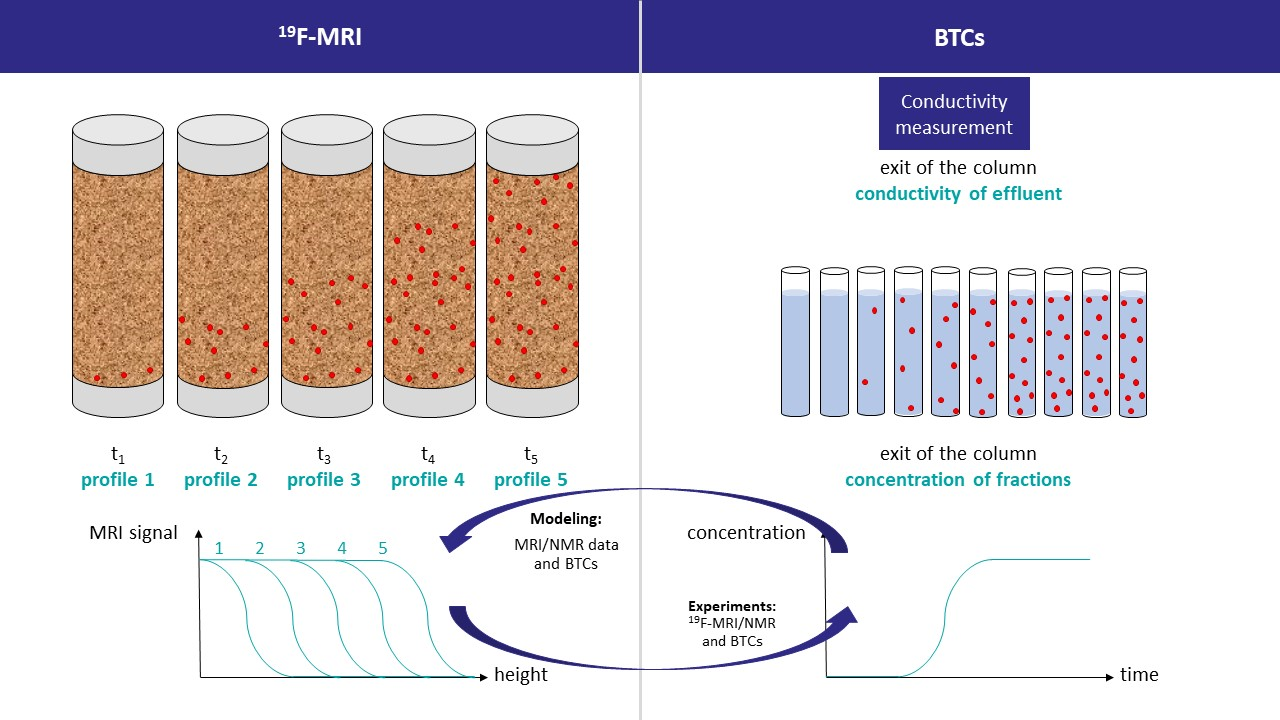 ¹⁹F-MRI
BTCs
Conductivity
measurement
exit of the column
conductivity of effluent
t₁
t₂
t₃
t₄
t₅
profile 1
profile 2
profile 3
profile 4
profile 5
exit of the column
concentration of fractions
MRI signal
1
2
3
4
5
height
Modeling:
MRI/NMR data
and BTCs
Experiments:
¹⁹F-MRI/NMR
and BTCs
concentration
time